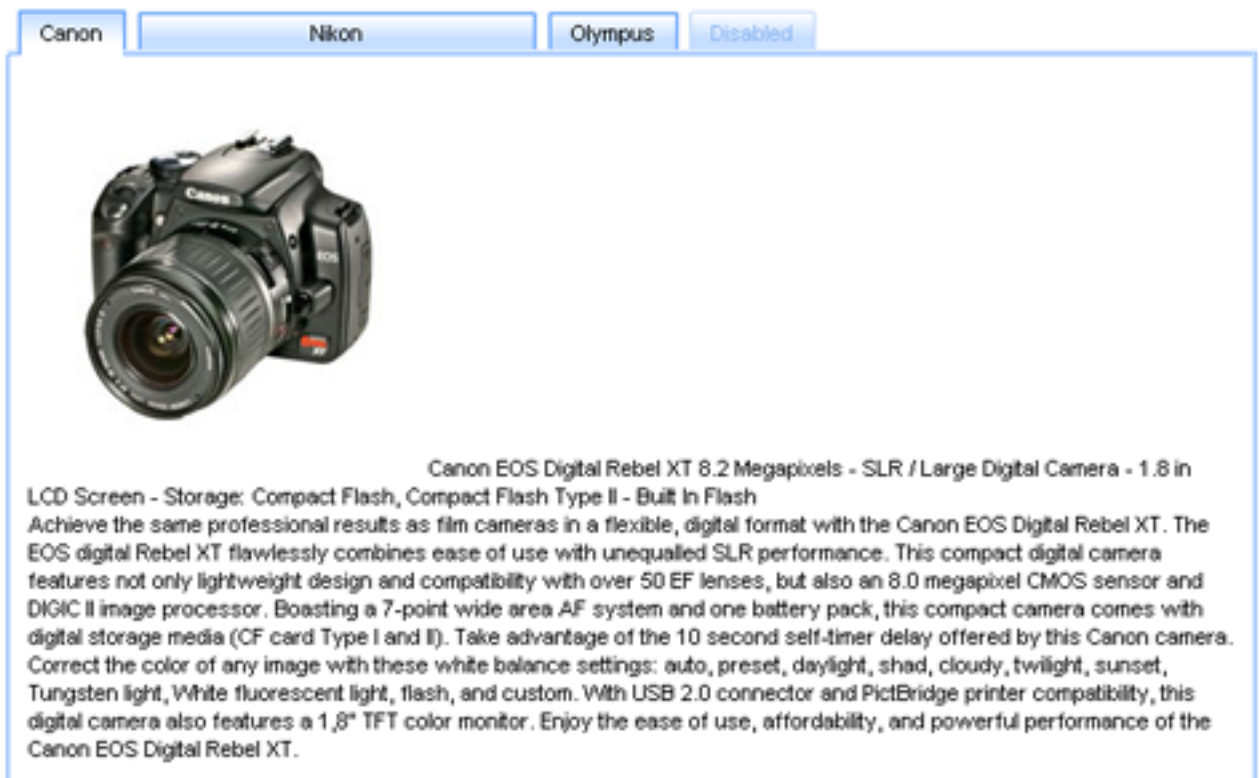 Canon
Nikon
Olympus
Disabled
Canon
EOS
XT
Canon EOS Digital Rebel XT 8.2 Megapixels - SLR / Large Digital Camera - 1.8 in
LCD Screen - Storage: Compact Flash, Compact Flash Type II - Built In Flash
Achieve the same professional results as film cameras in a flexible, digital format with the Canon EOS Digital Rebel XT. The
EOS digital Rebel XT flawlessly combines ease of use with unequalled SLR performance. This compact digital camera
features not only lightweight design and compatibility with over 50 EF lenses, but also an 8.0 megapixel CMOS sensor and
DIGIC II image processor. Boasting a 7-point wide area AF system and one battery pack, this compact camera comes with
digital storage media (CF card Type I and II). Take advantage of the 10 second self-timer delay offered by this Canon camera.
Correct the color of any image with these white balance settings: auto, preset, daylight, shad, cloudy, twilight, sunset,
Tungsten light, White fluorescent light, flash, and custom. With USB 2.0 connector and PictBridge printer compatibility, this
digital camera also features a 1,8" TFT color monitor. Enjoy the ease of use, affordability, and powerful performance of the
Canon EOS Digital Rebel XT.